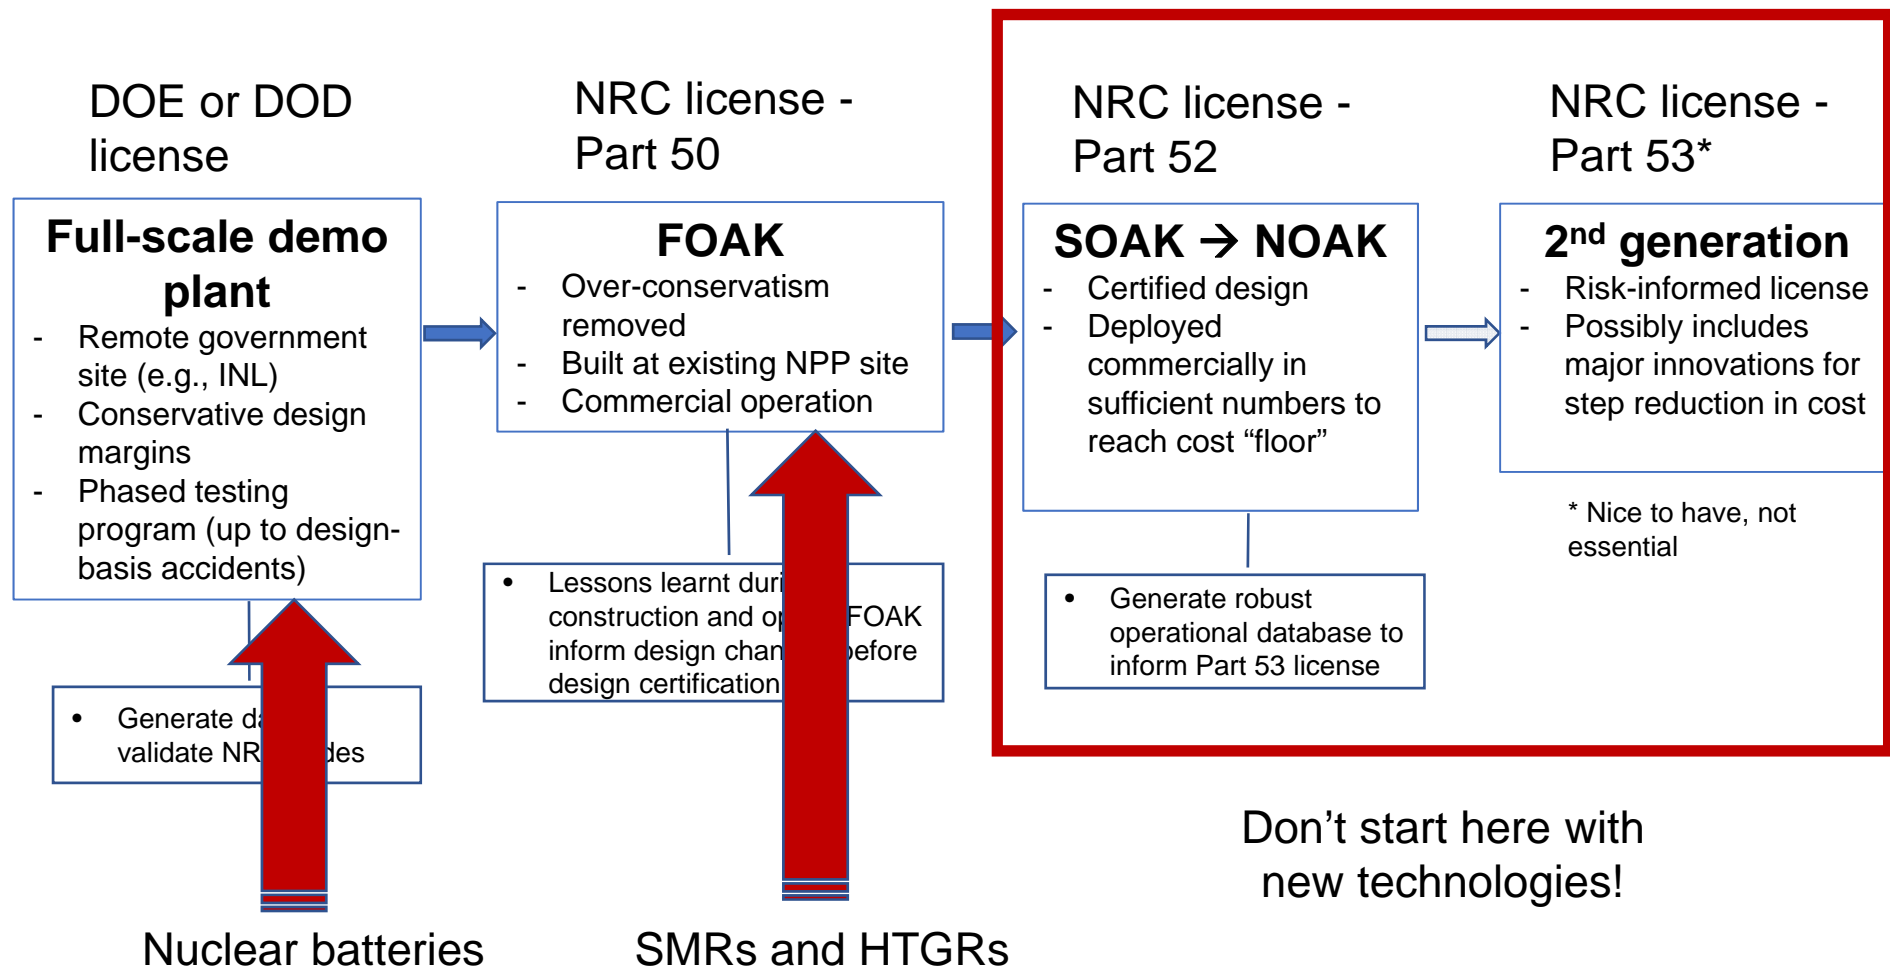 DOE or DOD
license
Full-scale demo
plant
- Remote government
site (e.g., INL)
- Conservative design
margins
- Phased testing
program (up to design-
basis accidents)
• Generate
validate
Nuclear batteries
NRC license -
Part 50
FOAK
- Over-conservatism
removed
- Built at existing NPP site
- Commercial operation
• Lessons learnt
construction and FOAK
inform design before
design certification
SMRs and HTGRs
NRC license -
Part 52
SOAK → NOAK
- Certified design
- Deployed
commercially in
sufficient numbers to
reach cost “floor”
• Generate robust
operational database to
inform Part 53 license
NRC license -
Part 53*
2nd generation
- Risk-informed license
- Possibly includes
major innovations for
step reduction in cost
* Nice to have, not
essential
Don’t start here with
new technologies!